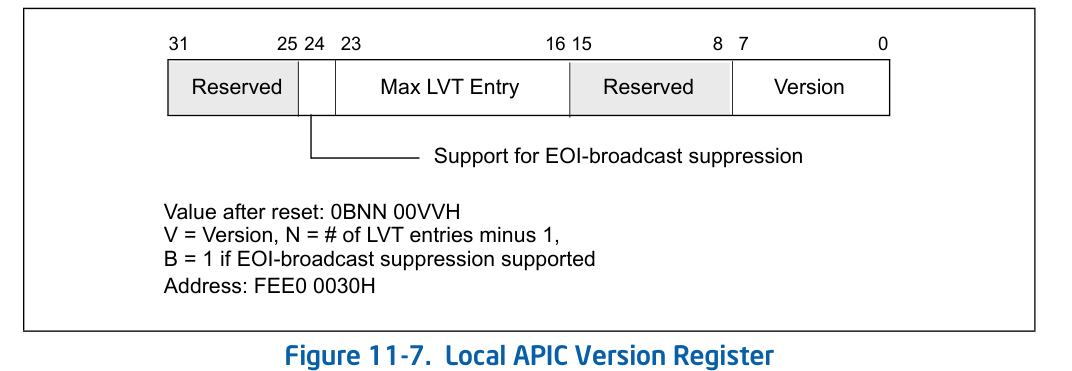 31 25 24 23 16 15 8 7 0
Reserved Max LVT Entry Reserved Version
Support for EOI-broadcast suppression
Value after reset: 0BNN 00VVH
V = Version, N = # of LVT entries minus 1,
B = 1 if EOI-broadcast suppression supported
Address: FEE0 0030H
Figure 11-7. Local APIC Version Register